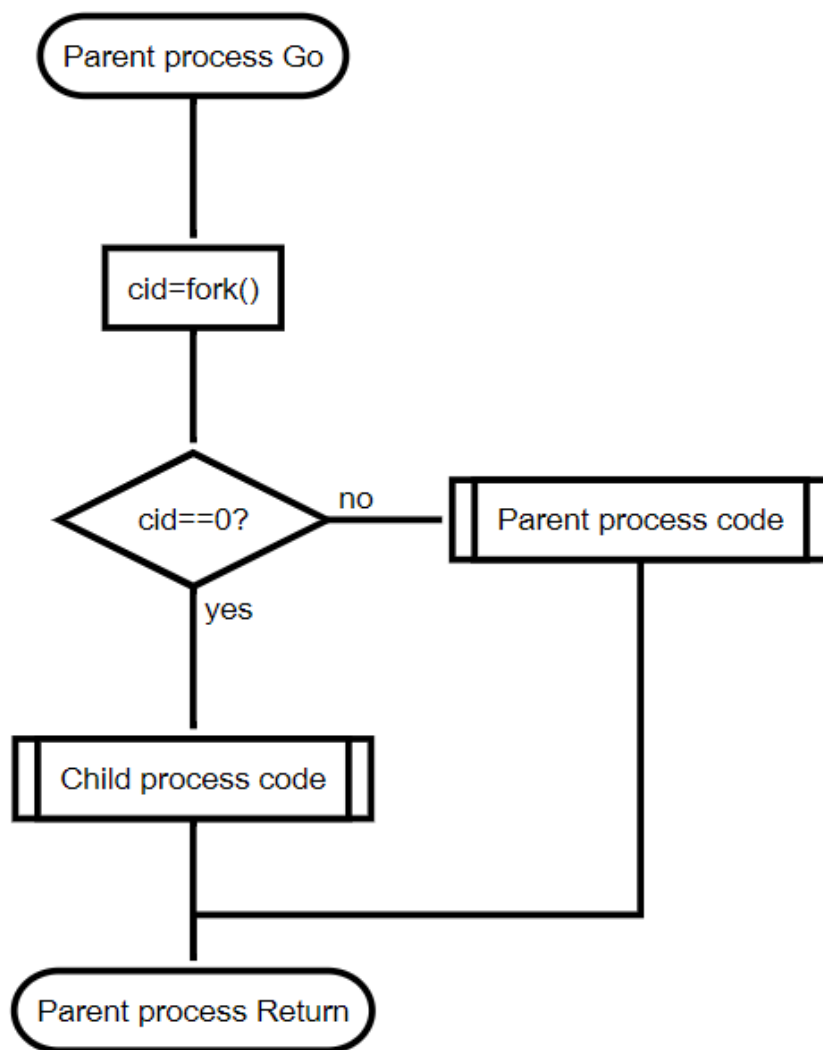 Parent process Go
cid=fork()
cid==0?
no
Parent process code
yes
Child process code
Parent process Return